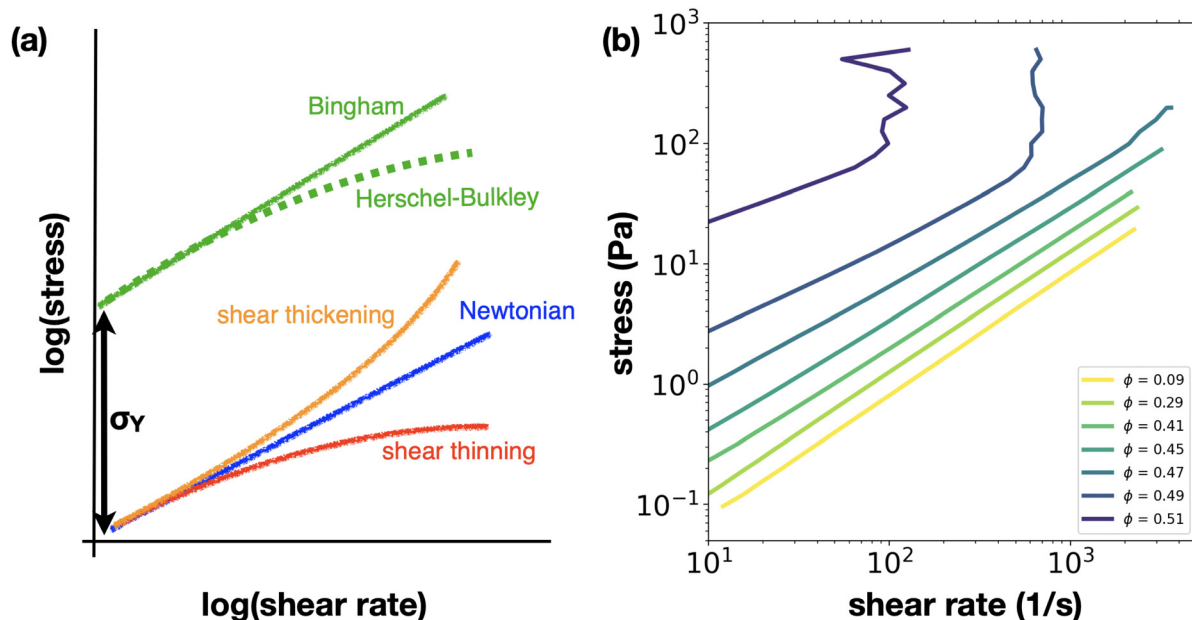 (a)
log(stress)
Bingham
Herschel-Bulkley
shear thickening
Newtonian
σY
shear thinning
log(shear rate)
(b)
stress (Pa)
10³
10²
10¹
10⁰
10⁻¹
ϕ = 0.09
ϕ = 0.29
ϕ = 0.41
ϕ = 0.45
ϕ = 0.47
ϕ = 0.49
ϕ = 0.51
10¹ 10² 10³
shear rate (1/s)